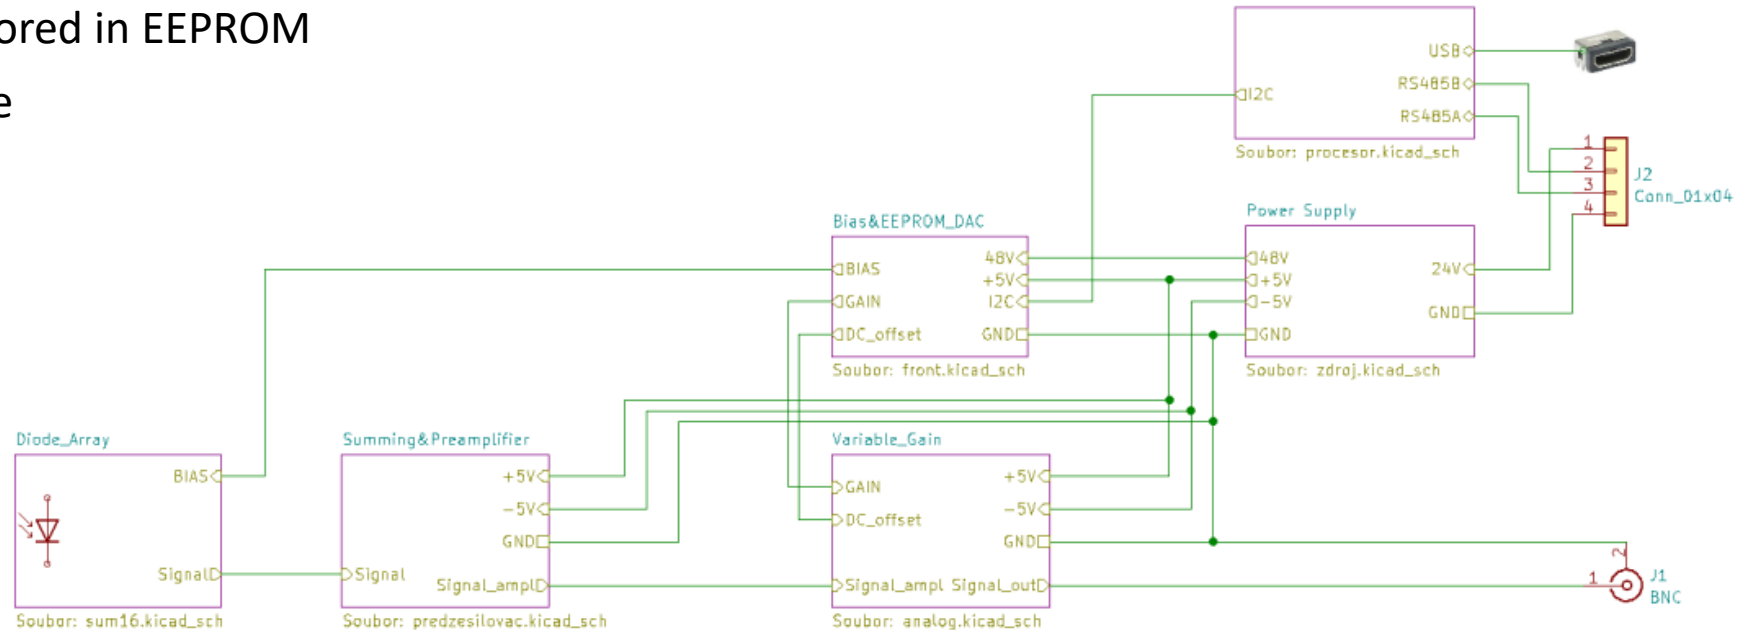 ored in EEPROM
e
USB
RS485B
I2C
RS485A
Soubor: procesor.kicad_sch
1
2
3
4
J2
Conn_01x04
Bias&EEPROM_DAC
BIAS
GAIN
DC_offset
48V
+5V
I2C
GND
Soubor: front.kicad_sch
Power Supply
48V
+5V
-5V
GND
24V
GND
Soubor: zdroj.kicad_sch
Diode_Array
BIAS
Signal
Soubor: sum16.kicad_sch
Summing&Preamplifier
+5V
-5V
GND
Signal
Signal_ampl
Soubor: predzesilovac.kicad_sch
Variable_Gain
GAIN
DC_offset
+5V
-5V
GND
Signal_ampl Signal_out
Soubor: analog.kicad_sch
2
1
J1
BNC